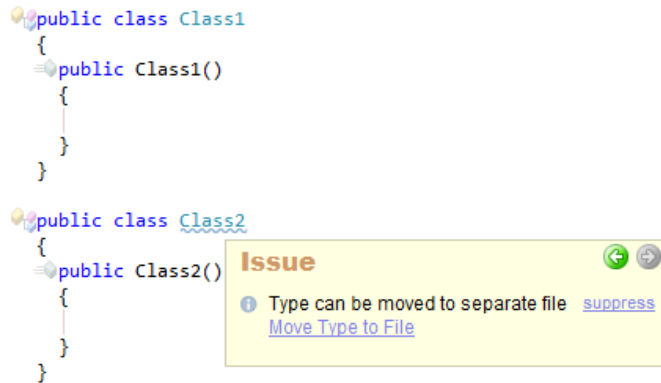 public class Class1
{
public Class1()
{
}
}
public class Class2
{
public Class2()
{
}
}
Issue
Type can be moved to separate file suppress
Move Type to File